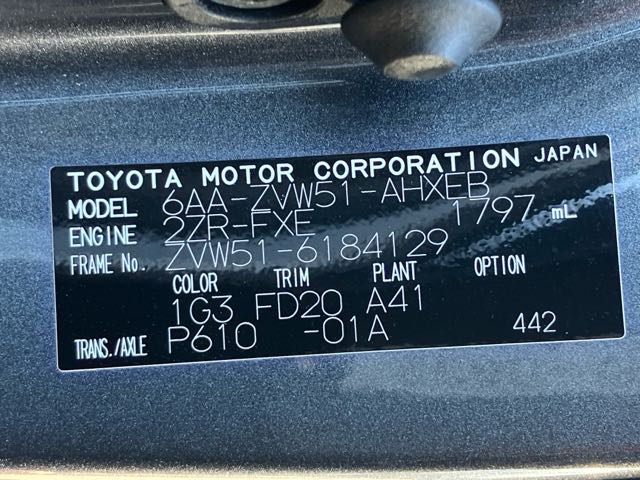 TOYOTA MOTOR CORPORATION JAPAN
MODEL 6AA-ZVW51-AHXEB
ENGINE 2ZR-FXE 1797 mL
FRAME NO. ZVW51-6184129
COLOR TRIM PLANT OPTION
1G3 FD20 A41
TRANS./AXLE P610 -01A 442